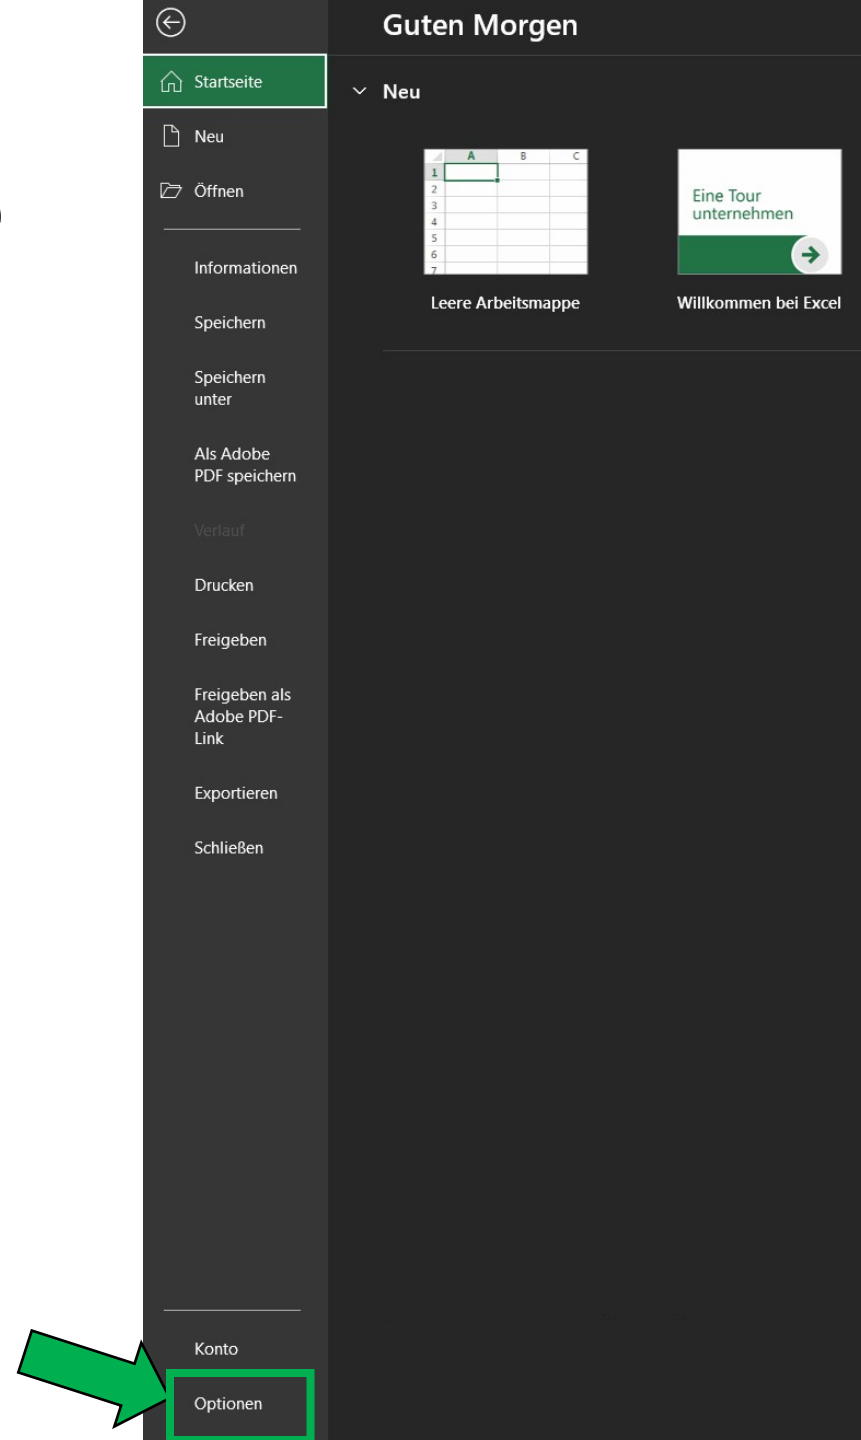 Guten Morgen
Startseite
Neu
Neu
Öffnen
A B C
1
2
3
4
5
6
7
Eine Tour
unternehmen
Leere Arbeitsmappe
Willkommen bei Excel
Informationen
Speichern
Speichern
unter
Als Adobe
PDF speichern
Verlauf
Drucken
Freigeben
Freigeben als
Adobe PDF-
Link
Exportieren
Schließen
Konto
Optionen